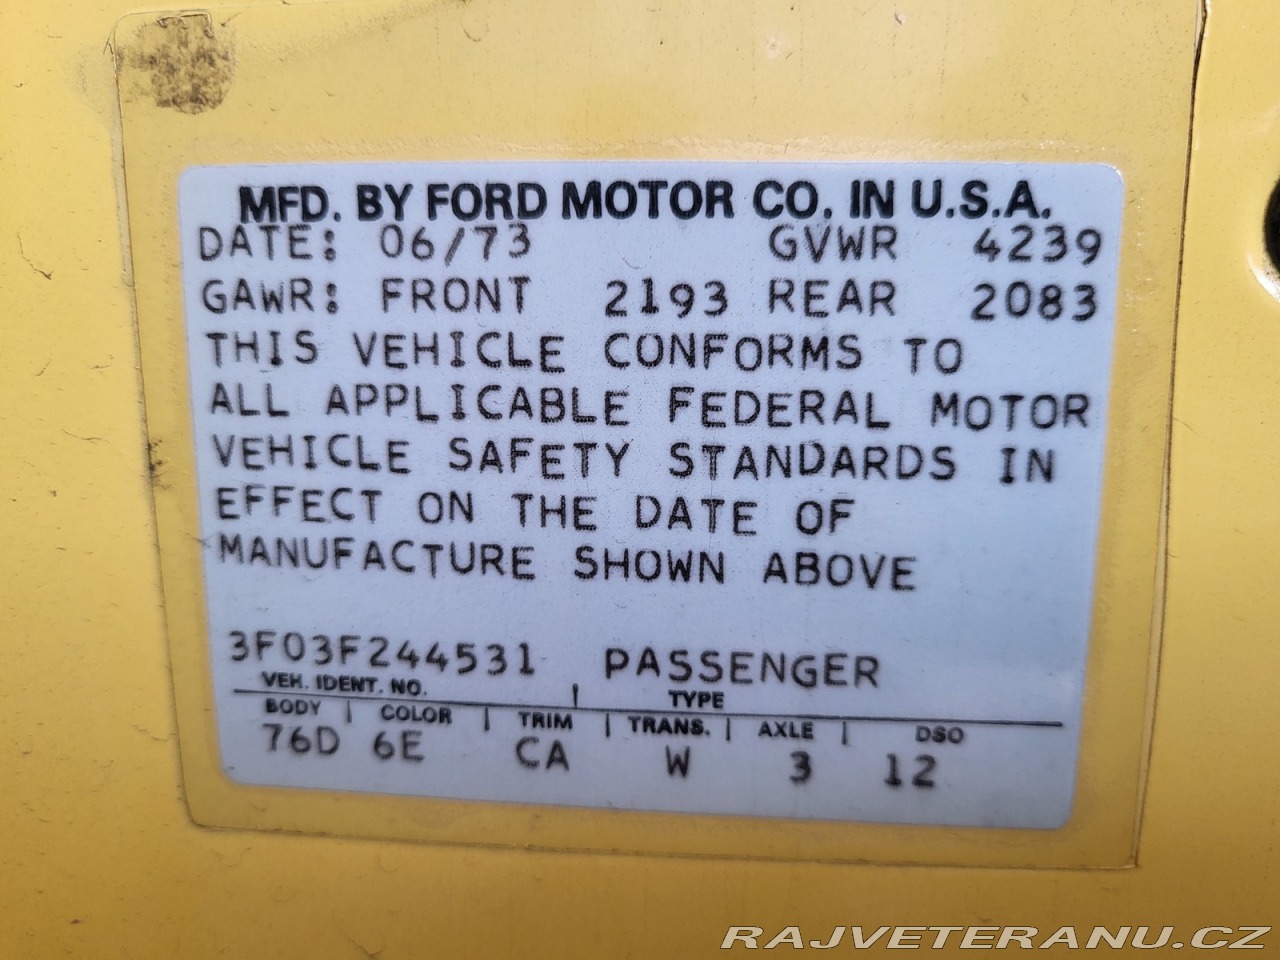 MFD. BY FORD MOTOR CO. IN U.S.A.
DATE: 06/73 GVWR 4239
GAWR: FRONT 2193 REAR 2083
THIS VEHICLE CONFORMS TO
ALL APPLICABLE FEDERAL MOTOR
VEHICLE SAFETY STANDARDS IN
EFFECT ON THE DATE OF
MANUFACTURE SHOWN ABOVE
3F03F244531 PASSENGER
VEH. IDENT. NO. | TYPE
BODY | COLOR | TRIM | TRANS. | AXLE | DSO
76D 6E CA W 3 12
RAJVETERANU.CZ